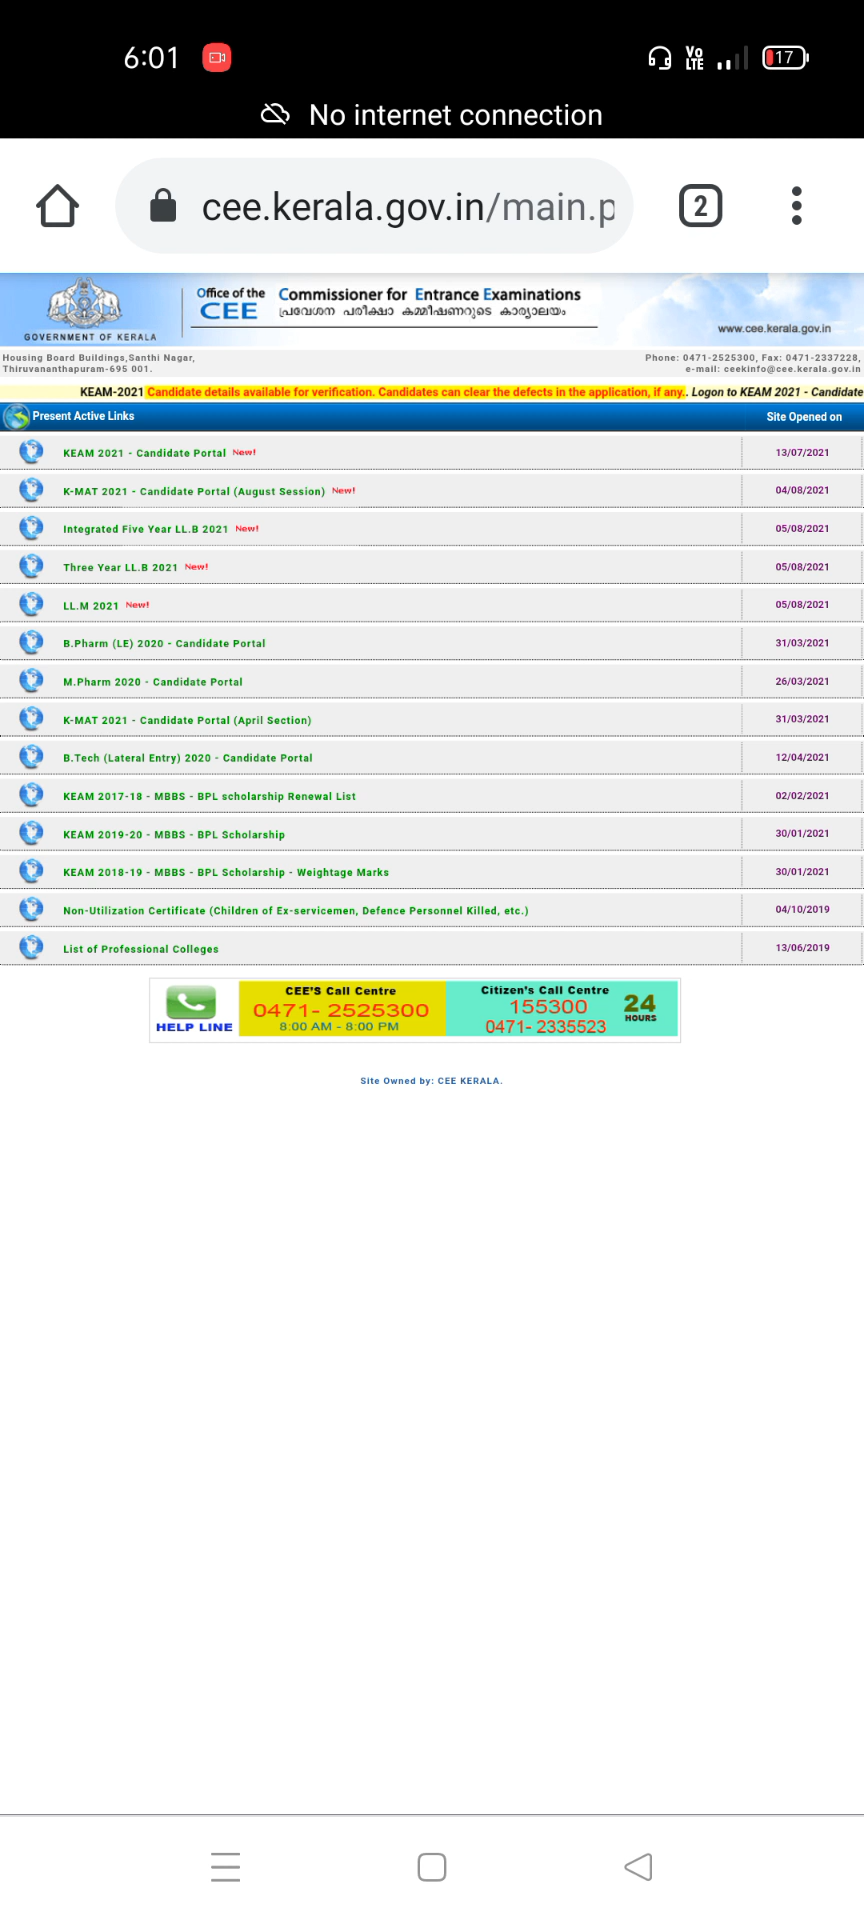 6:01
Vo LTE
17
No internet connection
cee.kerala.gov.in/main.p
2
Office of the CEE
Commissioner for Entrance Examinations
പ്രവേശന പരീക്ഷാ കമ്മീഷണറുടെ കാര്യാലയം
GOVERNMENT OF KERALA
www.cee.kerala.gov.in
Housing Board Buildings,Santhi Nagar,
Thiruvananthapuram-695 001.
Phone: 0471-2525300, Fax: 0471-2337228,
e-mail: ceekinfo@cee.kerala.gov.in
KEAM-2021 Candidate details available for verification. Candidates can clear the defects in the application, if any.. Logon to KEAM 2021 - Candidate
Present Active Links Site Opened on
KEAM 2021 - Candidate Portal New! 13/07/2021
K-MAT 2021 - Candidate Portal (August Session) New! 04/08/2021
Integrated Five Year LL.B 2021 New! 05/08/2021
Three Year LL.B 2021 New! 05/08/2021
LL.M 2021 New! 05/08/2021
B.Pharm (LE) 2020 - Candidate Portal 31/03/2021
M.Pharm 2020 - Candidate Portal 26/03/2021
K-MAT 2021 - Candidate Portal (April Section) 31/03/2021
B.Tech (Lateral Entry) 2020 - Candidate Portal 12/04/2021
KEAM 2017-18 - MBBS - BPL scholarship Renewal List 02/02/2021
KEAM 2019-20 - MBBS - BPL Scholarship 30/01/2021
KEAM 2018-19 - MBBS - BPL Scholarship - Weightage Marks 30/01/2021
Non-Utilization Certificate (Children of Ex-servicemen, Defence Personnel Killed, etc.) 04/10/2019
List of Professional Colleges 13/06/2019
HELP LINE
CEE'S Call Centre
0471- 2525300
8:00 AM - 8:00 PM
Citizen's Call Centre
155300
0471- 2335523
24 HOURS
Site Owned by: CEE KERALA.